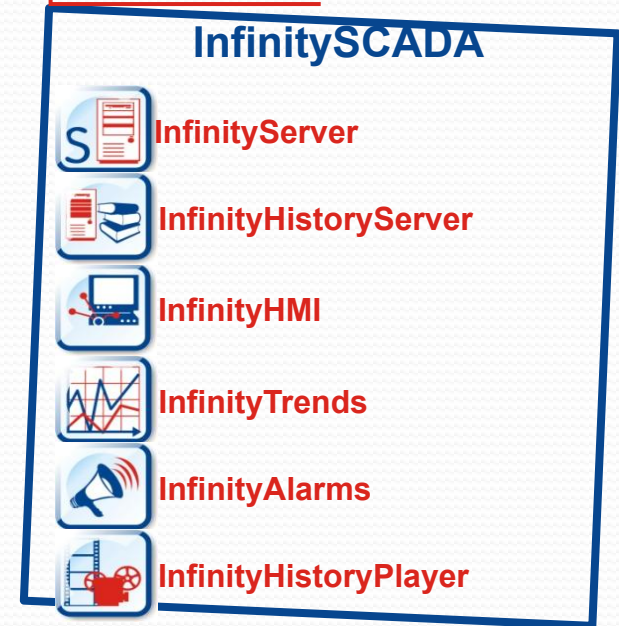 InfinitySCADA
S
InfinityServer
InfinityHistoryServer
InfinityHMI
InfinityTrends
InfinityAlarms
InfinityHistoryPlayer